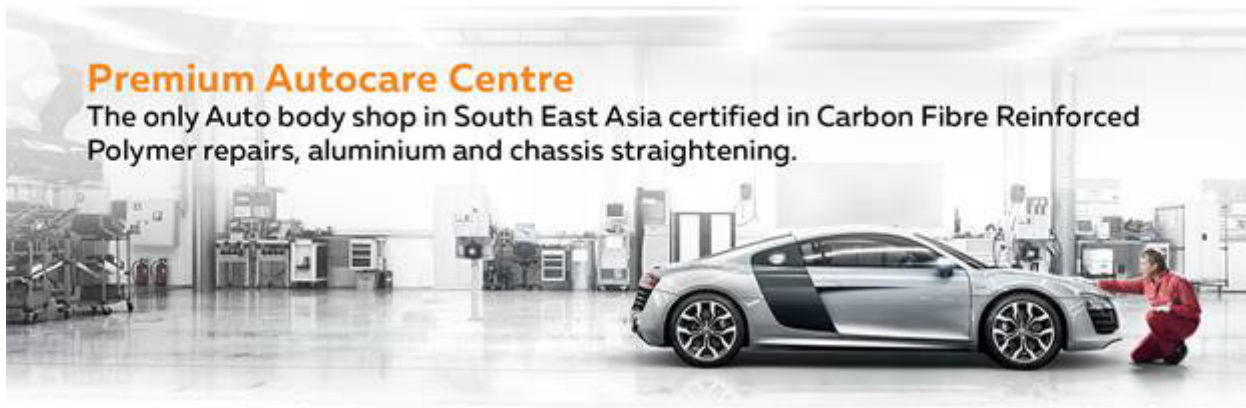 Premium Autocare Centre
The only Auto body shop in South East Asia certified in Carbon Fibre Reinforced
Polymer repairs, aluminium and chassis straightening.